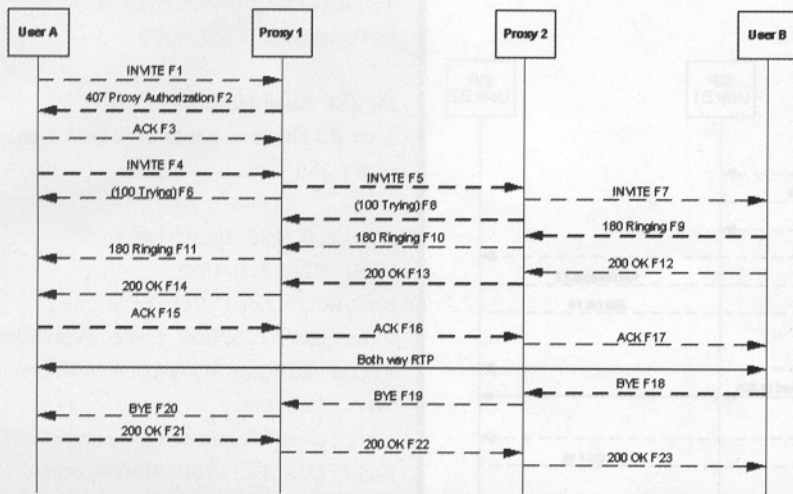 User A
Proxy 1
Proxy 2
User B
INVITE F1
407 Proxy Authorization F2
ACK F3
INVITE F4
(100 Trying) F6
INVITE F5
INVITE F7
(100 Trying) F8
180 Ringing F9
180 Ringing F10
180 Ringing F11
200 OK F12
200 OK F13
200 OK F14
ACK F15
ACK F16
ACK F17
Both way RTP
BYE F18
BYE F19
BYE F20
200 OK F21
200 OK F22
200 OK F23